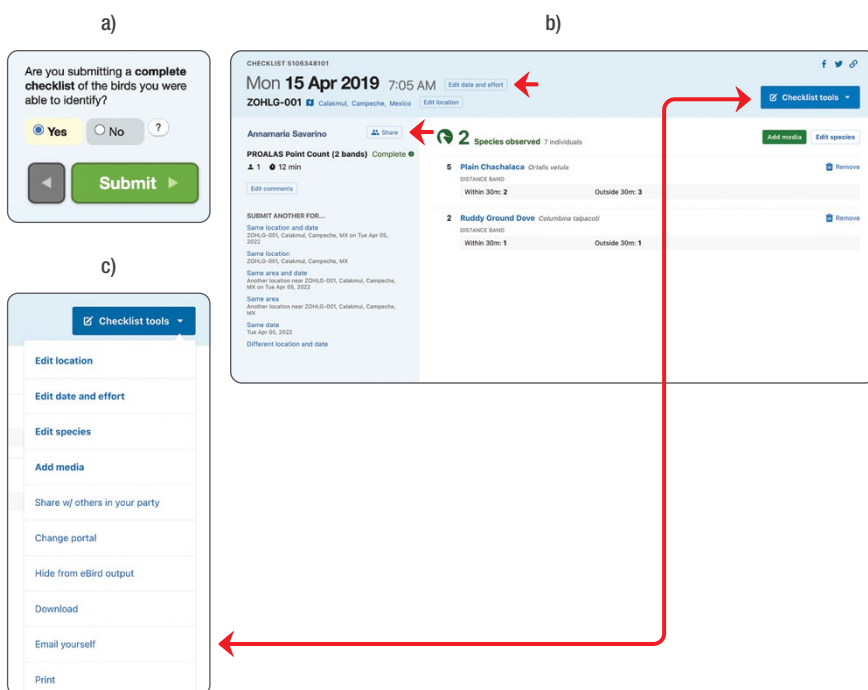 a)
Are you submitting a complete
checklist of the birds you were
able to identify?
Yes
No
?
Submit
b)
CHECKLIST S106348101
Mon 15 Apr 2019 7:05 AM Edit date and effort
ZOHLG-001 Calakmul, Campeche, Mexico Edit location
Checklist tools
Annamaria Savarino Share
PROALAS Point Count (2 bands) Complete
1 12 min
Edit comments
SUBMIT ANOTHER FOR...
Same location and date
ZOHLG-001, Calakmul, Campeche, MX on Tue Apr 05,
2022
Same location
ZOHLG-001, Calakmul, Campeche, MX
Same area and date
Another location near ZOHLG-001, Calakmul, Campeche,
MX on Tue Apr 05, 2022
Same area
Another location near ZOHLG-001, Calakmul, Campeche,
MX
Same date
Tue Apr 05, 2022
Different location and date
2 Species observed 7 individuals
Add media Edit species
5 Plain Chachalaca Ortalis vetula Remove
DISTANCE BAND
Within 30m: 2 Outside 30m: 3
2 Ruddy Ground Dove Columbina talpacoti Remove
DISTANCE BAND
Within 30m: 1 Outside 30m: 1
c)
Checklist tools
Edit location
Edit date and effort
Edit species
Add media
Share w/ others in your party
Change portal
Hide from eBird output
Download
Email yourself
Print